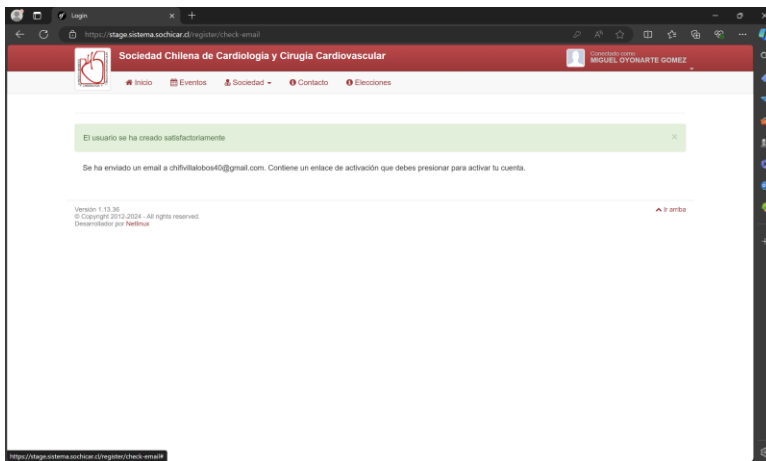 Login
https://stage.sistema.sochicar.cl/register/check-email
Sociedad Chilena de Cardiología y Cirugía Cardiovascular
Conectado como
MIGUEL OYONARTE GOMEZ
Inicio
Eventos
Sociedad
Contacto
Elecciones
El usuario se ha creado satisfactoriamente
×
Se ha enviado un email a chifivillalobos40@gmail.com. Contiene un enlace de activación que debes presionar para activar tu cuenta.
Versión 1.13.36
© Copyright 2012-2024 - All rights reserved.
Desarrollador por Netlinux
Ir arriba
https://stage.sistema.sochicar.cl/register/check-email#